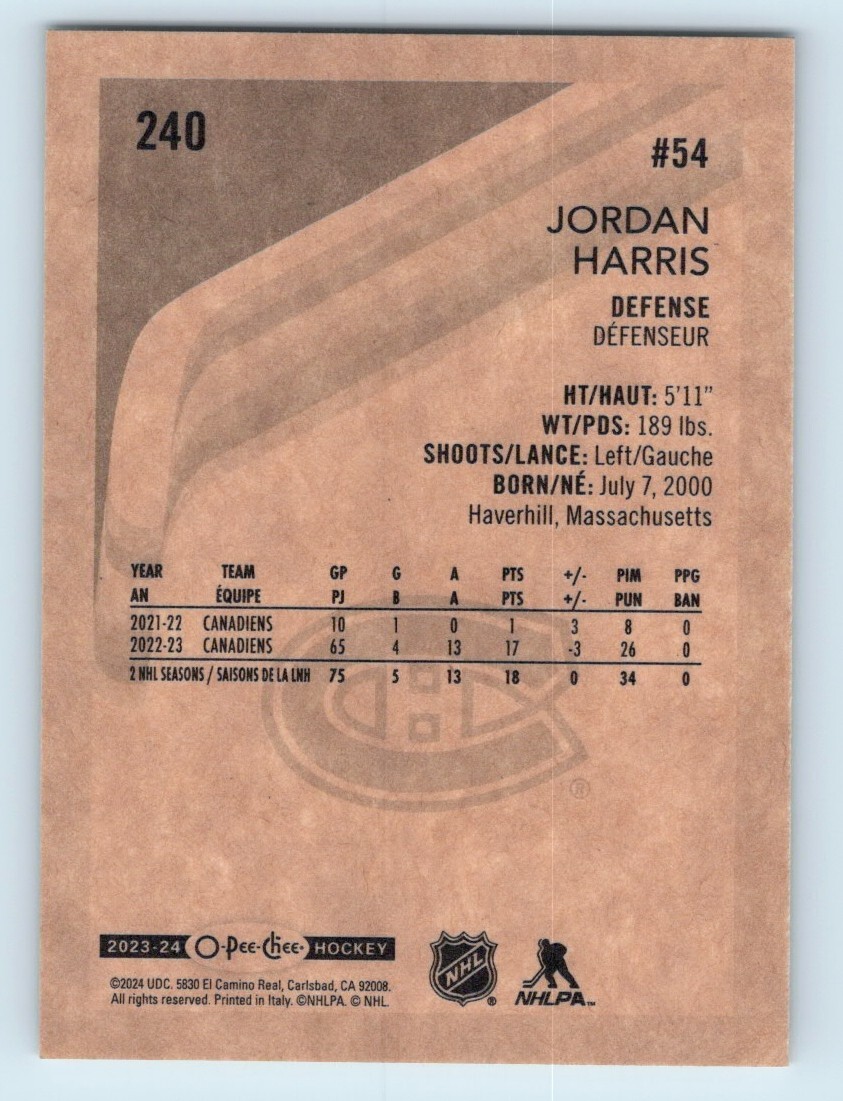 240
#54
JORDAN
HARRIS
DEFENSE
DÉFENSEUR
HT/HAUT: 5'11"
WT/PDS: 189 lbs.
SHOOTS/LANCE: Left/Gauche
BORN/NÉ: July 7, 2000
Haverhill, Massachusetts
YEAR TEAM GP G A PTS +/- PIM PPG
AN ÉQUIPE PJ B A PTS +/- PUN BAN
2021-22 CANADIENS 10 1 0 1 3 8 0
2022-23 CANADIENS 65 4 13 17 -3 26 0
2 NHL SEASONS / SAISONS DE LA LNH 75 5 13 18 0 34 0
®
2023-24 O-Pee-Chee HOCKEY
NHL ®
NHLPA™
©2024 UDC. 5830 El Camino Real, Carlsbad, CA 92008.
All rights reserved. Printed in Italy. ©NHLPA. © NHL.